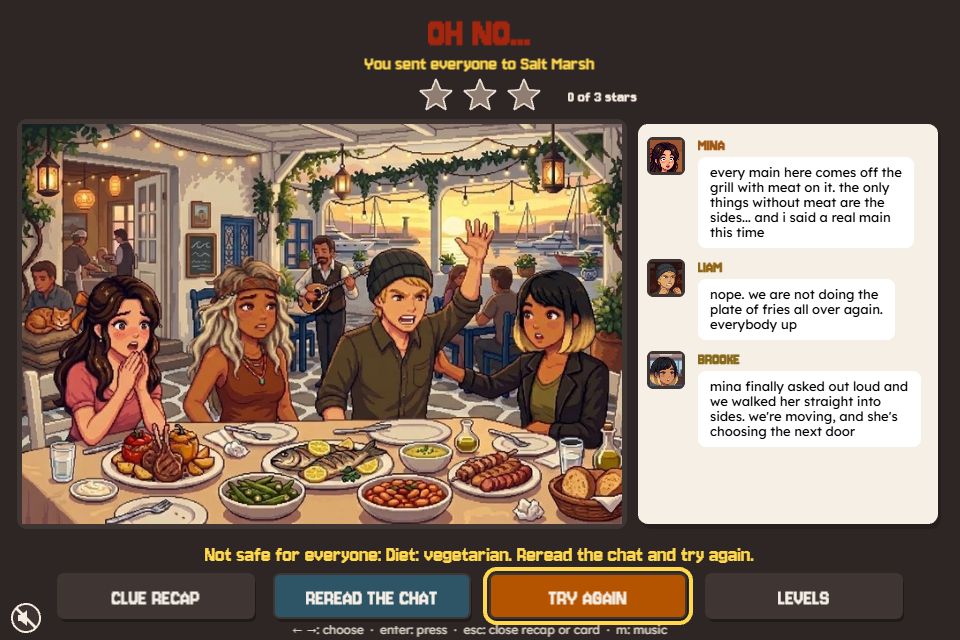 OH NO...
You sent everyone to Salt Marsh
0 of 3 stars
MINA
every main here comes off the
grill with meat on it. the only
things without meat are the
sides... and i said a real main
this time
LIAM
nope. we are not doing the
plate of fries all over again.
everybody up
BROOKE
mina finally asked out loud and
we walked her straight into
sides. we're moving, and she's
choosing the next door
Not safe for everyone: Diet: vegetarian. Reread the chat and try again.
CLUE RECAP
REREAD THE CHAT
TRY AGAIN
LEVELS
← →: choose · enter: press · esc: close recap or card · m: music